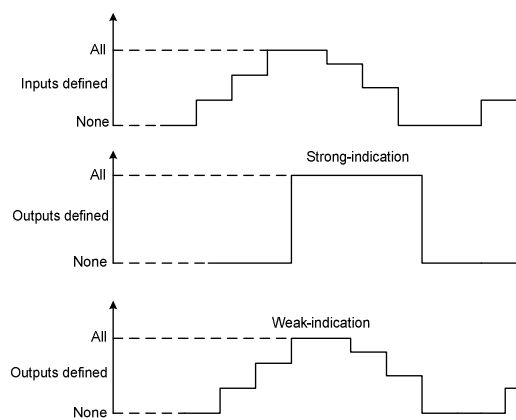 All
Inputs defined
None
Strong-indication
All
Outputs defined
None
Weak-indication
All
Outputs defined
None